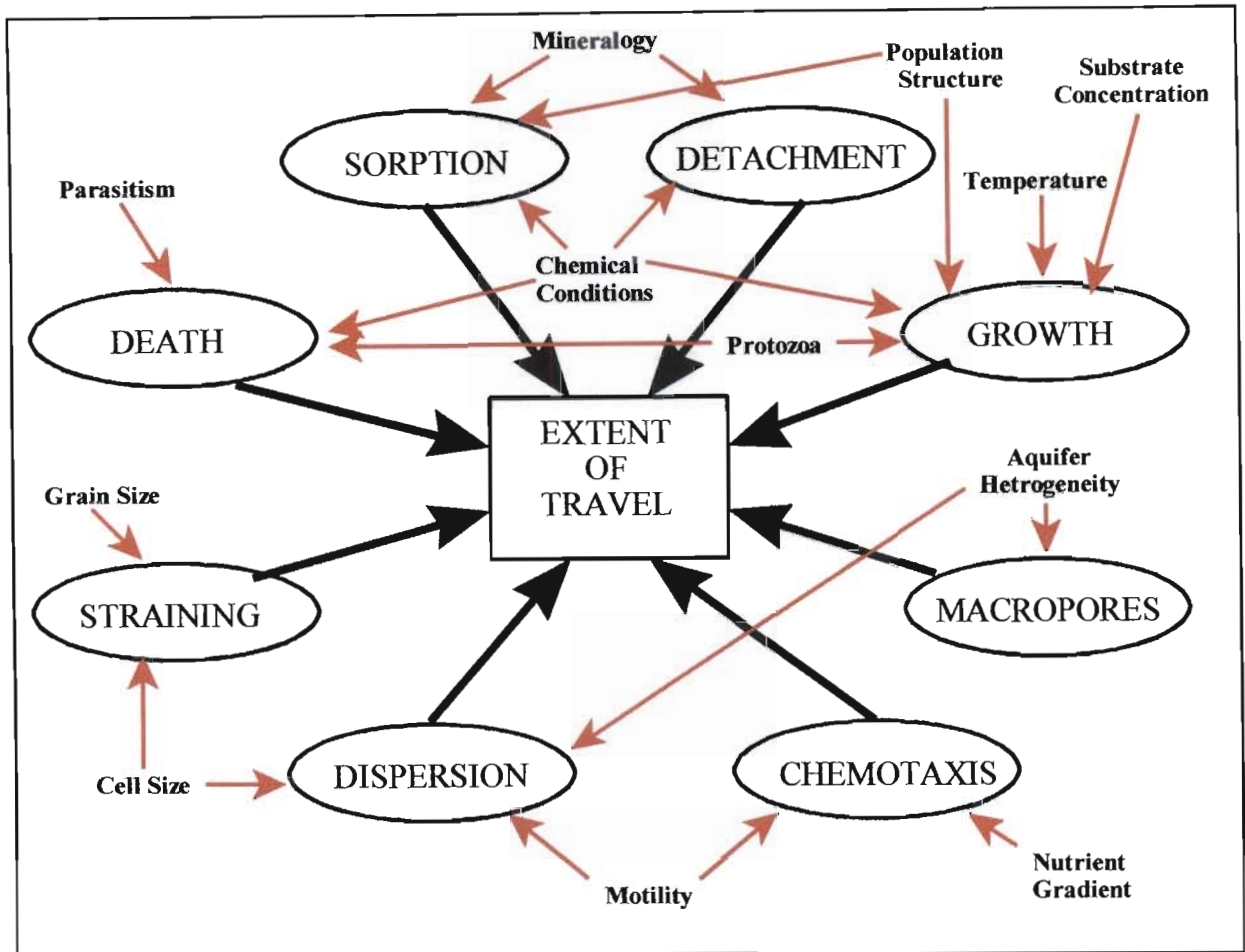 Mineralogy
Population
Structure
Substrate
Concentration
SORPTION
DETACHMENT
Parasitism
Temperature
Chemical
Conditions
DEATH
Protozoa
GROWTH
EXTENT
OF
TRAVEL
Grain Size
Aquifer
Hetrogeneity
STRAINING
MACROPORES
Cell Size
DISPERSION
CHEMOTAXIS
Motility
Nutrient
Gradient